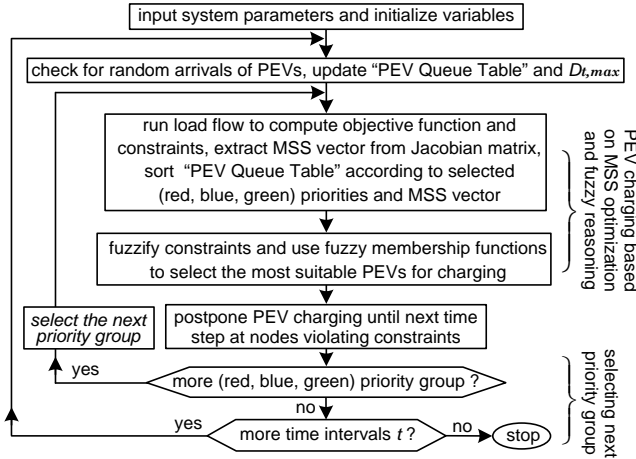 input system parameters and initialize variables
check for random arrivals of PEVs, update “PEV Queue Table” and Dt,max
run load flow to compute objective function and
constraints, extract MSS vector from Jacobian matrix,
sort “PEV Queue Table” according to selected
(red, blue, green) priorities and MSS vector
fuzzify constraints and use fuzzy membership functions
to select the most suitable PEVs for charging
postpone PEV charging until next time
step at nodes violating constraints
select the next
priority group
yes
more (red, blue, green) priority group ?
no
yes
more time intervals t ?
no
stop
PEV charging based
on MSS optimization
and fuzzy reasoning
selecting next
priority group